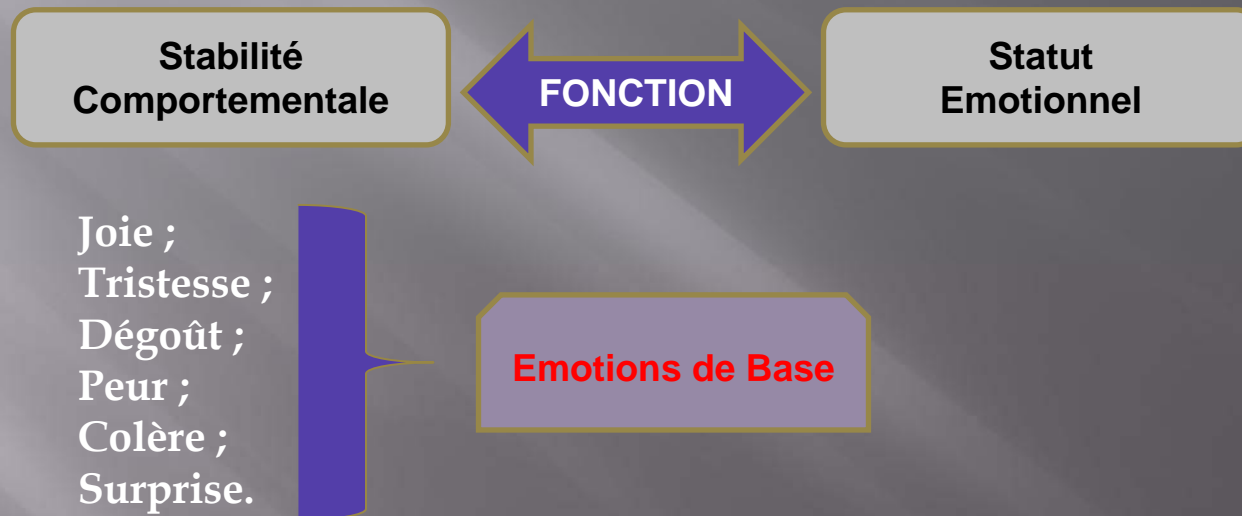 Stabilité
Comportementale
FONCTION
Statut
Emotionnel
Joie ;
Tristesse ;
Dégoût ;
Peur ;
Colère ;
Surprise.
Emotions de Base